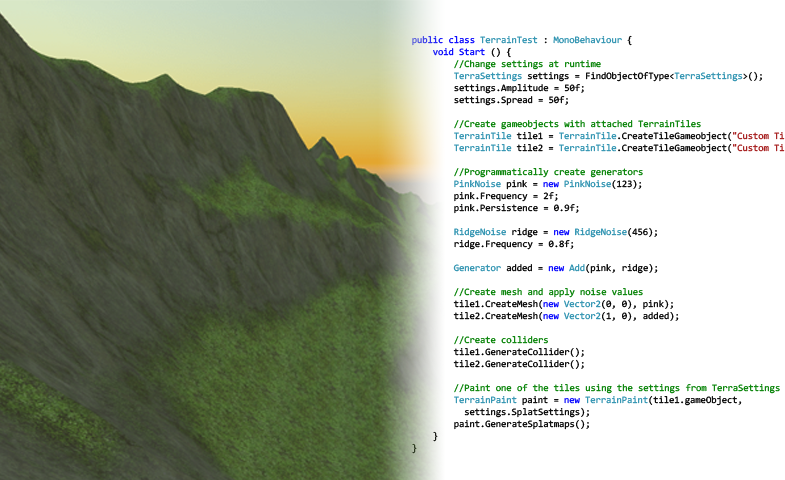 public class TerrainTest : MonoBehaviour {
void Start () {
//Change settings at runtime
TerraSettings settings = FindObjectOfType<TerraSettings>();
settings.Amplitude = 50f;
settings.Spread = 50f;
//Create gameobjects with attached TerrainTiles
TerrainTile tile1 = TerrainTile.CreateTileGameobject("Custom Ti
TerrainTile tile2 = TerrainTile.CreateTileGameobject("Custom Ti
//Programmatically create generators
PinkNoise pink = new PinkNoise(123);
pink.Frequency = 2f;
pink.Persistence = 0.9f;
RidgeNoise ridge = new RidgeNoise(456);
ridge.Frequency = 0.8f;
Generator added = new Add(pink, ridge);
//Create mesh and apply noise values
tile1.CreateMesh(new Vector2(0, 0), pink);
tile2.CreateMesh(new Vector2(1, 0), added);
//Create colliders
tile1.GenerateCollider();
tile2.GenerateCollider();
//Paint one of the tiles using the settings from TerraSettings
TerrainPaint paint = new TerrainPaint(tile1.gameObject,
settings.SplatSettings);
paint.GenerateSplatmaps();
}
}